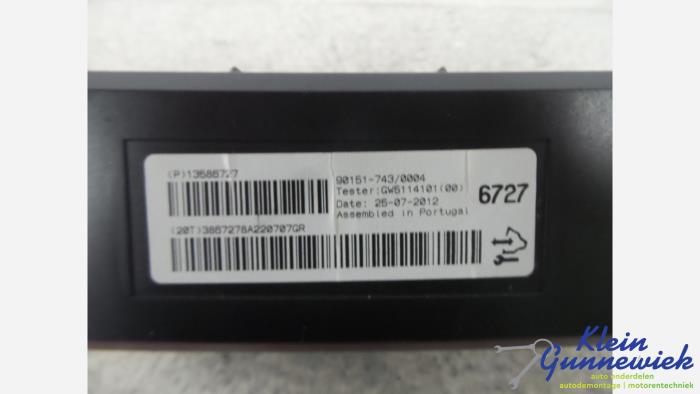 (P)13586727
90151-743/0004
Tester:GW5114101(00)
Date: 25-07-2012
Assembled in Portugal
6727
(20T)3867278A220707GR
Klein
Gunnewiek
auto onderdelen
autodemontage | motorentechniek